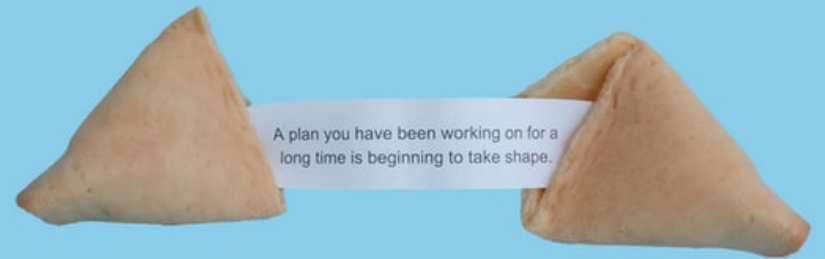 A plan you have been working on for a
long time is beginning to take shape.